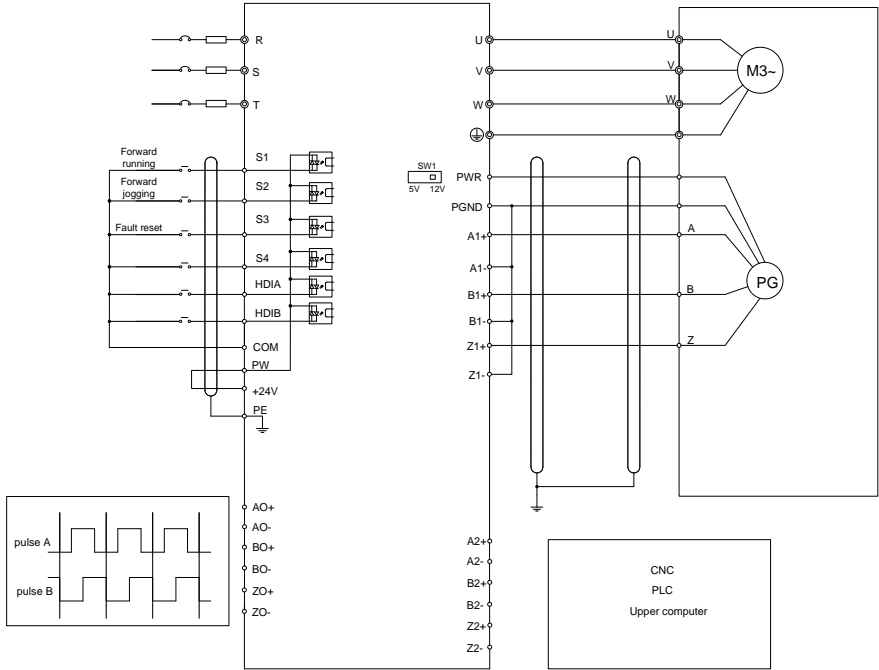 R
S
T
Forward
running
S1
Forward
jogging
S2
Fault reset
S3
S4
HDIA
HDIB
COM
PW
+24V
PE
AO+
AO-
BO+
BO-
ZO+
ZO-
pulse A
pulse B
SW1
5V 12V
U
V
W
PWR
PGND
A1+
A1-
B1+
B1-
Z1+
Z1-
A2+
A2-
B2+
B2-
Z2+
Z2-
U
V
W
M3~
A
B
Z
PG
CNC
PLC
Upper computer